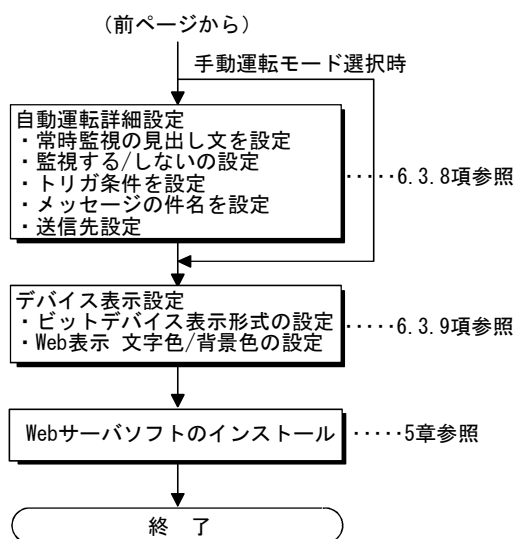 (前ページから)
手動運転モード選択時
自動運転詳細設定
・常時監視の見出し文を設定
・監視する/しないの設定
・トリガ条件を設定
・メッセージの件名を設定
・送信先設定
・・・・・6.3.8項参照
デバイス表示設定
・ビットデバイス表示形式の設定
・Web表示 文字色/背景色の設定
・・・・・6.3.9項参照
Webサーバソフトのインストール
・・・・・5章参照
終 了